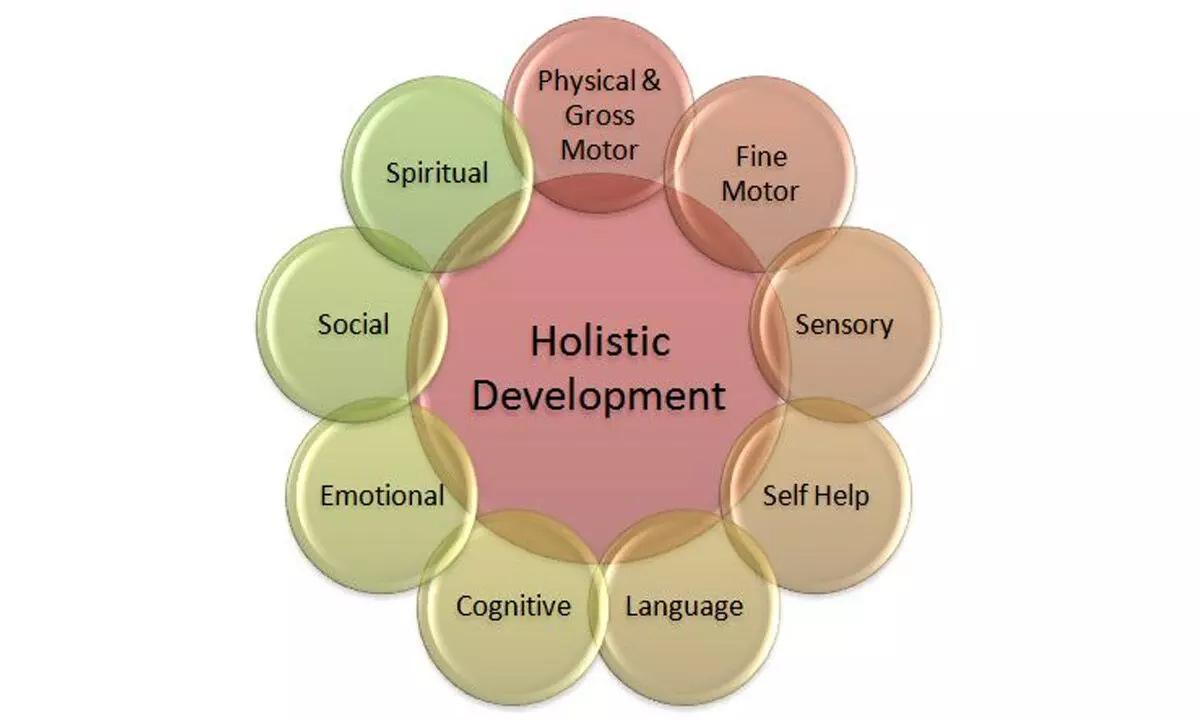 Physical &
Gross
Motor
Fine
Motor
Sensory
Self Help
Language
Cognitive
Emotional
Social
Spiritual
Holistic
Development